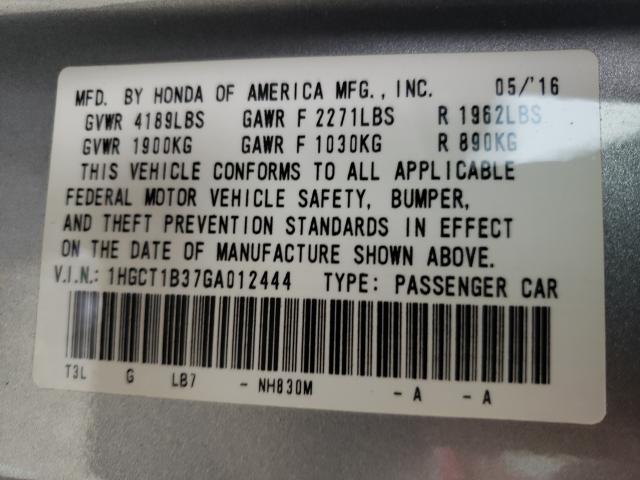 MFD. BY HONDA OF AMERICA MFG., INC. 05/'16
GVWR 4189LBS GAWR F 2271LBS R 1962LBS
GVWR 1900KG GAWR F 1030KG R 890KG
THIS VEHICLE CONFORMS TO ALL APPLICABLE
FEDERAL MOTOR VEHICLE SAFETY, BUMPER,
AND THEFT PREVENTION STANDARDS IN EFFECT
ON THE DATE OF MANUFACTURE SHOWN ABOVE.
V.I.N.: 1HGCT1B37GA012444 TYPE: PASSENGER CAR
T3L G LB7 - NH830M - A - A